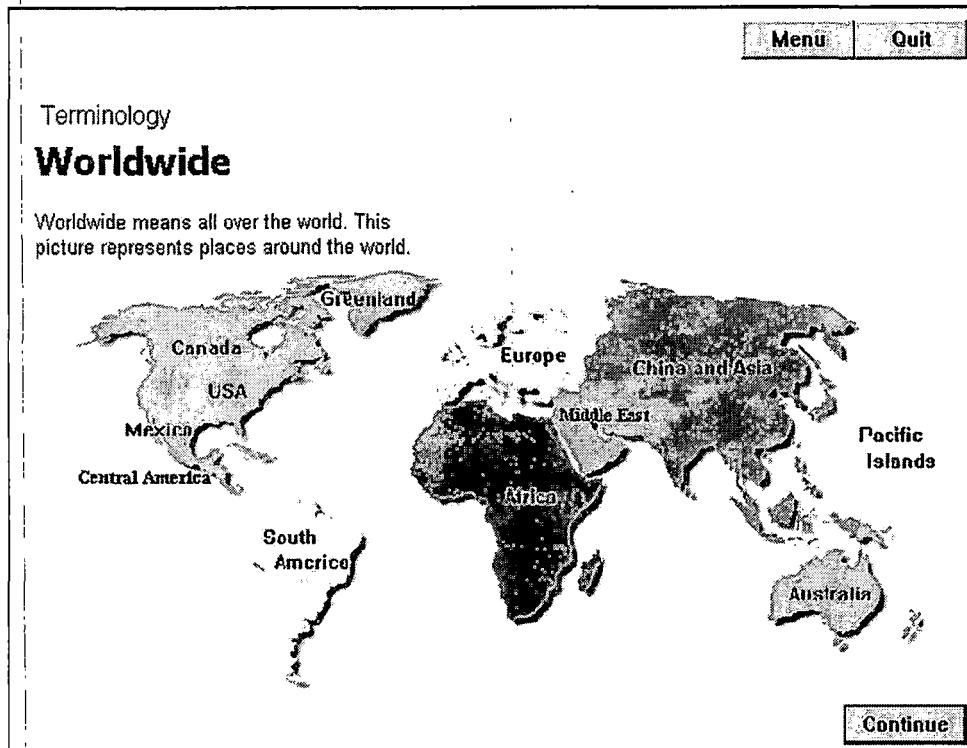 Menu
Quit
Terminology
Worldwide
Worldwide means all over the world. This
picture represents places around the world.
Greenland
Canada
Europe
China and Asia
USA
Middle East
Mexico
Pacific
Islands
Central America
Africa
South
America
Australia
Continue